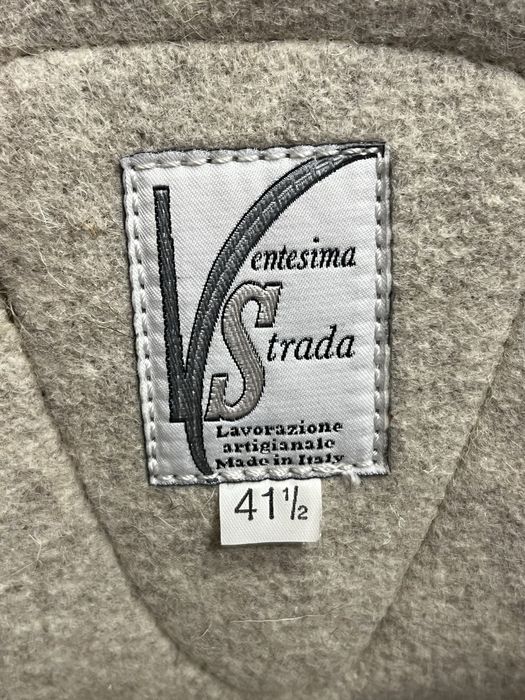 Ventesima
Strada
Lavorazione
artigianale
Made in Italy
41½